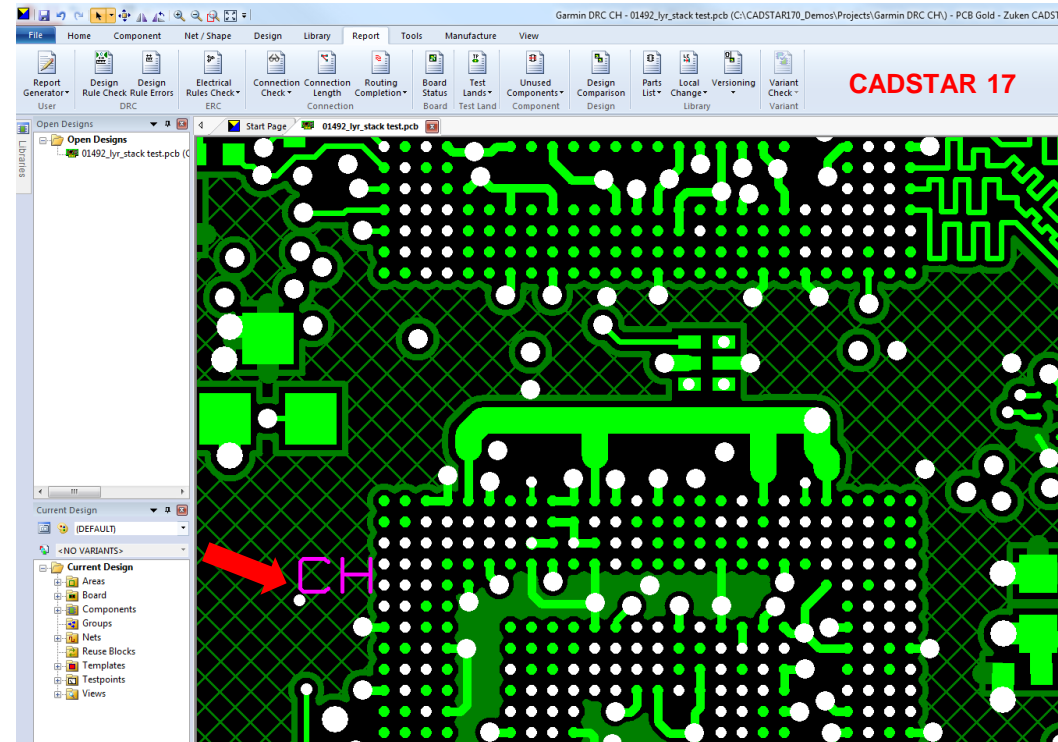 Garmin DRC CH - 01492_lyr_stack test.pcb (C:\CADSTAR170_Demos\Projects\Garmin DRC CH\) - PCB Gold - Zuken CADST
File Home Component Net / Shape Design Library Report Tools Manufacture View
Report Generator
Design Rule Check
Design Rule Errors
Electrical Rules Check
Connection Check
Connection Length
Routing Completion
Board Status
Test Lands
Unused Components
Design Comparison
Parts List
Local Change
Versioning
Variant Check
CADSTAR 17
User DRC ERC Connection Board Test Land Component Design Library Variant
Libraries
Open Designs
Start Page 01492_lyr_stack test.pcb
Open Designs
01492_lyr_stack test.pcb (C
Current Design
(DEFAULT)
<NO VARIANTS>
Current Design
Areas
Board
Components
Groups
Nets
Reuse Blocks
Templates
Testpoints
Views
CH